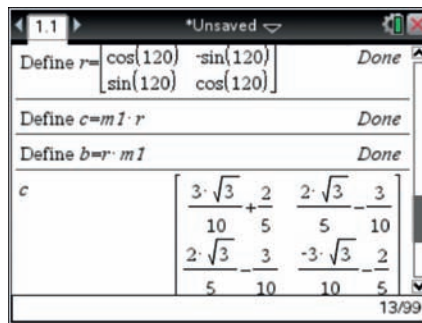 1.1 *Unsaved
Define r=[cos(120) -sin(120) Done
sin(120) cos(120)]
Define c=m1·r Done
Define b=r·m1 Done
c [3·√3/10+2/5 2·√3/5-3/10
2·√3/5-3/10 -3·√3/10-2/5]
13/99